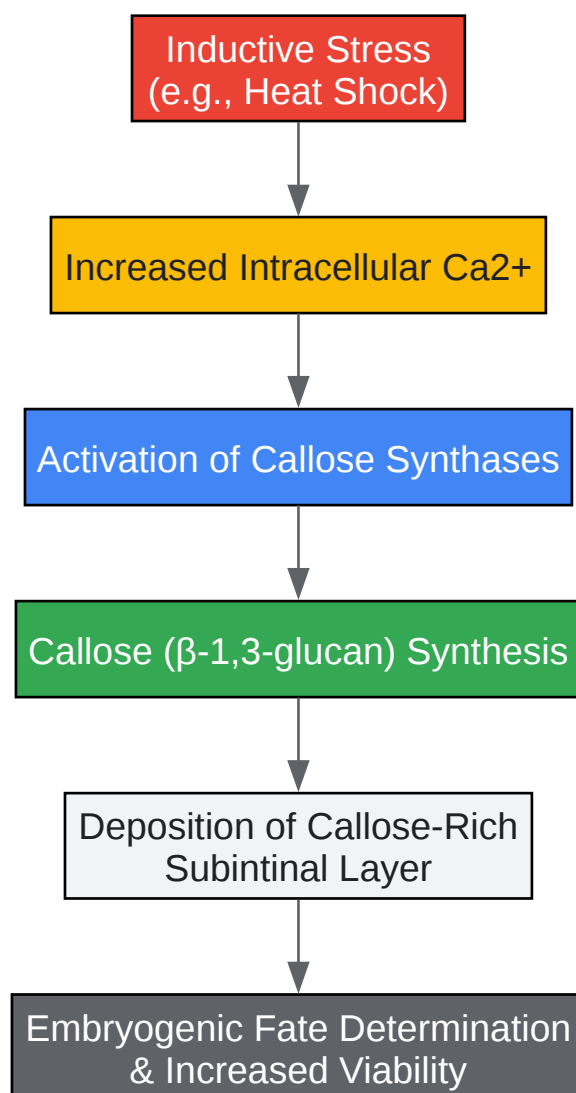 Inductive Stress
(e.g., Heat Shock)
Increased Intracellular Ca2+
Activation of Callose Synthases
Callose (β-1,3-glucan) Synthesis
Deposition of Callose-Rich
Subintinal Layer
Embryogenic Fate Determination
& Increased Viability